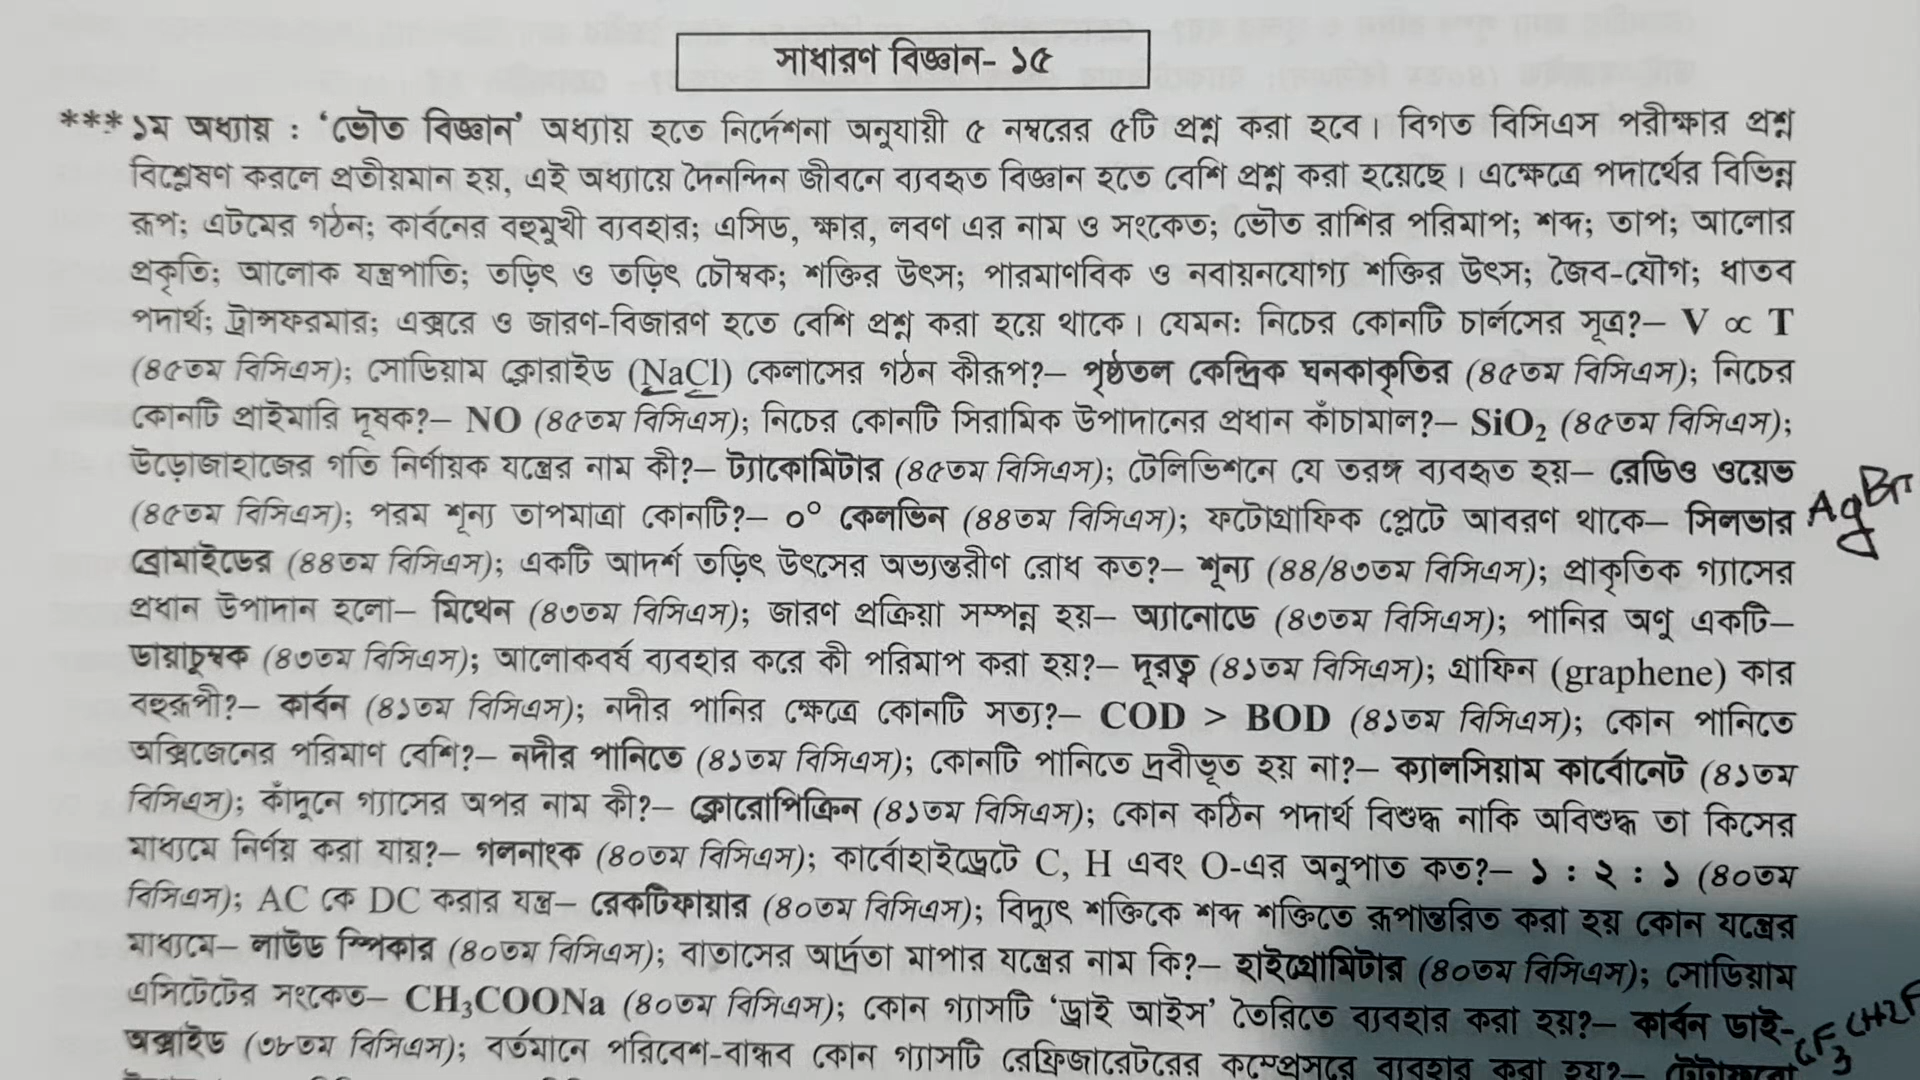 সাধারণ বিজ্ঞান- ১৫
***১ম অধ্যায় : ‘ভৌত বিজ্ঞান’ অধ্যায় হতে নির্দেশনা অনুযায়ী ৫ নম্বরের ৫টি প্রশ্ন করা হবে। বিগত বিসিএস পরীক্ষার প্রশ্ন
বিশ্লেষণ করলে প্রতীয়মান হয়, এই অধ্যায়ে দৈনন্দিন জীবনে ব্যবহৃত বিজ্ঞান হতে বেশি প্রশ্ন করা হয়েছে। এক্ষেত্রে পদার্থের বিভিন্ন
রূপ; এটমের গঠন; কার্বনের বহুমুখী ব্যবহার; এসিড, ক্ষার, লবণ এর নাম ও সংকেত; ভৌত রাশির পরিমাপ; শব্দ; তাপ; আলোর
প্রকৃতি; আলোক যন্ত্রপাতি; তড়িৎ ও তড়িৎ চৌম্বক; শক্তির উৎস; পারমাণবিক ও নবায়নযোগ্য শক্তির উৎস; জৈব-যৌগ; ধাতব
পদার্থ; ট্রান্সফরমার; এক্সরে ও জারণ-বিজারণ হতে বেশি প্রশ্ন করা হয়ে থাকে। যেমন: নিচের কোনটি চার্লসের সূত্র?– V ∝ T
(৪৫তম বিসিএস); সোডিয়াম ক্লোরাইড (NaCl) কেলাসের গঠন কীরূপ?– পৃষ্ঠতল কেন্দ্রিক ঘনকাকৃতির (৪৫তম বিসিএস); নিচের
কোনটি প্রাইমারি দূষক?– NO (৪৫তম বিসিএস); নিচের কোনটি সিরামিক উপাদানের প্রধান কাঁচামাল?– SiO₂ (৪৫তম বিসিএস);
উড়োজাহাজের গতি নির্ণায়ক যন্ত্রের নাম কী?– ট্যাকোমিটার (৪৫তম বিসিএস); টেলিভিশনে যে তরঙ্গ ব্যবহৃত হয়– রেডিও ওয়েভ
(৪৫তম বিসিএস); পরম শূন্য তাপমাত্রা কোনটি?– ০° কেলভিন (৪৪তম বিসিএস); ফটোগ্রাফিক প্লেটে আবরণ থাকে– সিলভার AgBr
ব্রোমাইডের (৪৪তম বিসিএস); একটি আদর্শ তড়িৎ উৎসের অভ্যন্তরীণ রোধ কত?– শূন্য (৪৪/৪৩তম বিসিএস); প্রাকৃতিক গ্যাসের
প্রধান উপাদান হলো– মিথেন (৪৩তম বিসিএস); জারণ প্রক্রিয়া সম্পন্ন হয়– অ্যানোডে (৪৩তম বিসিএস); পানির অণু একটি–
ডায়াচুম্বক (৪৩তম বিসিএস); আলোকবর্ষ ব্যবহার করে কী পরিমাপ করা হয়?– দূরত্ব (৪১তম বিসিএস); গ্রাফিন (graphene) কার
বহুরূপী?– কার্বন (৪১তম বিসিএস); নদীর পানির ক্ষেত্রে কোনটি সত্য?– COD > BOD (৪১তম বিসিএস); কোন পানিতে
অক্সিজেনের পরিমাণ বেশি?– নদীর পানিতে (৪১তম বিসিএস); কোনটি পানিতে দ্রবীভূত হয় না?– ক্যালসিয়াম কার্বোনেট (৪১তম
বিসিএস); কাঁদুনে গ্যাসের অপর নাম কী?– ক্লোরোপিক্রিন (৪১তম বিসিএস); কোন কঠিন পদার্থ বিশুদ্ধ নাকি অবিশুদ্ধ তা কিসের
মাধ্যমে নির্ণয় করা যায়?– গলনাংক (৪০তম বিসিএস); কার্বোহাইড্রেটে C, H এবং O-এর অনুপাত কত?– ১ : ২ : ১ (৪০তম
বিসিএস); AC কে DC করার যন্ত্র– রেকটিফায়ার (৪০তম বিসিএস); বিদ্যুৎ শক্তিকে শব্দ শক্তিতে রূপান্তরিত করা হয় কোন যন্ত্রের
মাধ্যমে– লাউড স্পিকার (৪০তম বিসিএস); বাতাসের আর্দ্রতা মাপার যন্ত্রের নাম কি?– হাইগ্রোমিটার (৪০তম বিসিএস); সোডিয়াম
এসিটেটের সংকেত– CH₃COONa (৪০তম বিসিএস); কোন গ্যাসটি ‘ড্রাই আইস’ তৈরিতে ব্যবহার করা হয়?– কার্বন ডাই-
অক্সাইড (৩৮তম বিসিএস); বর্তমানে পরিবেশ-বান্ধব কোন গ্যাসটি রেফ্রিজারেটরের কম্প্রেসরে ব্যবহার করা হয়?– টেট্রাফ্লুরো CF₃CH2F